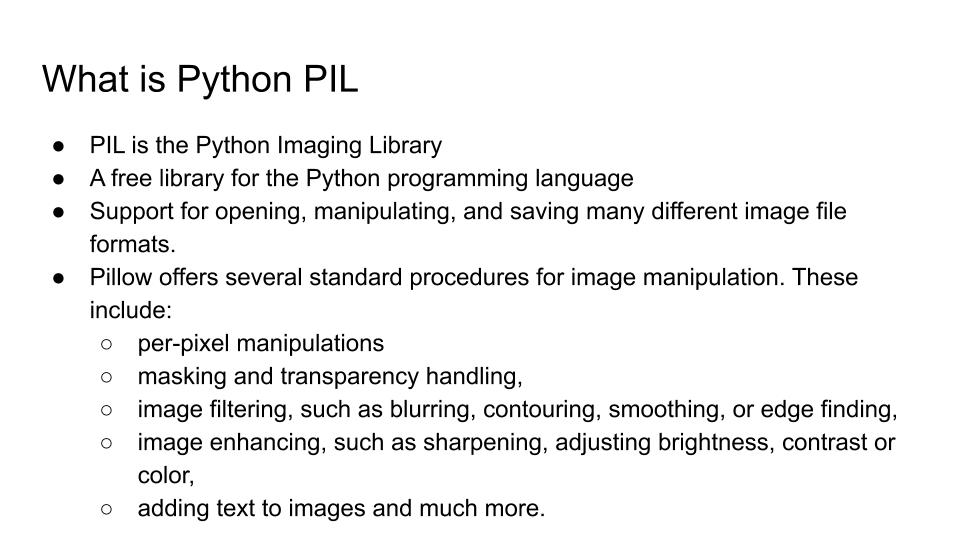 What is Python PIL
● PIL is the Python Imaging Library
● A free library for the Python programming language
● Support for opening, manipulating, and saving many different image file
formats.
● Pillow offers several standard procedures for image manipulation. These
include:
○ per-pixel manipulations
○ masking and transparency handling,
○ image filtering, such as blurring, contouring, smoothing, or edge finding,
○ image enhancing, such as sharpening, adjusting brightness, contrast or
color,
○ adding text to images and much more.